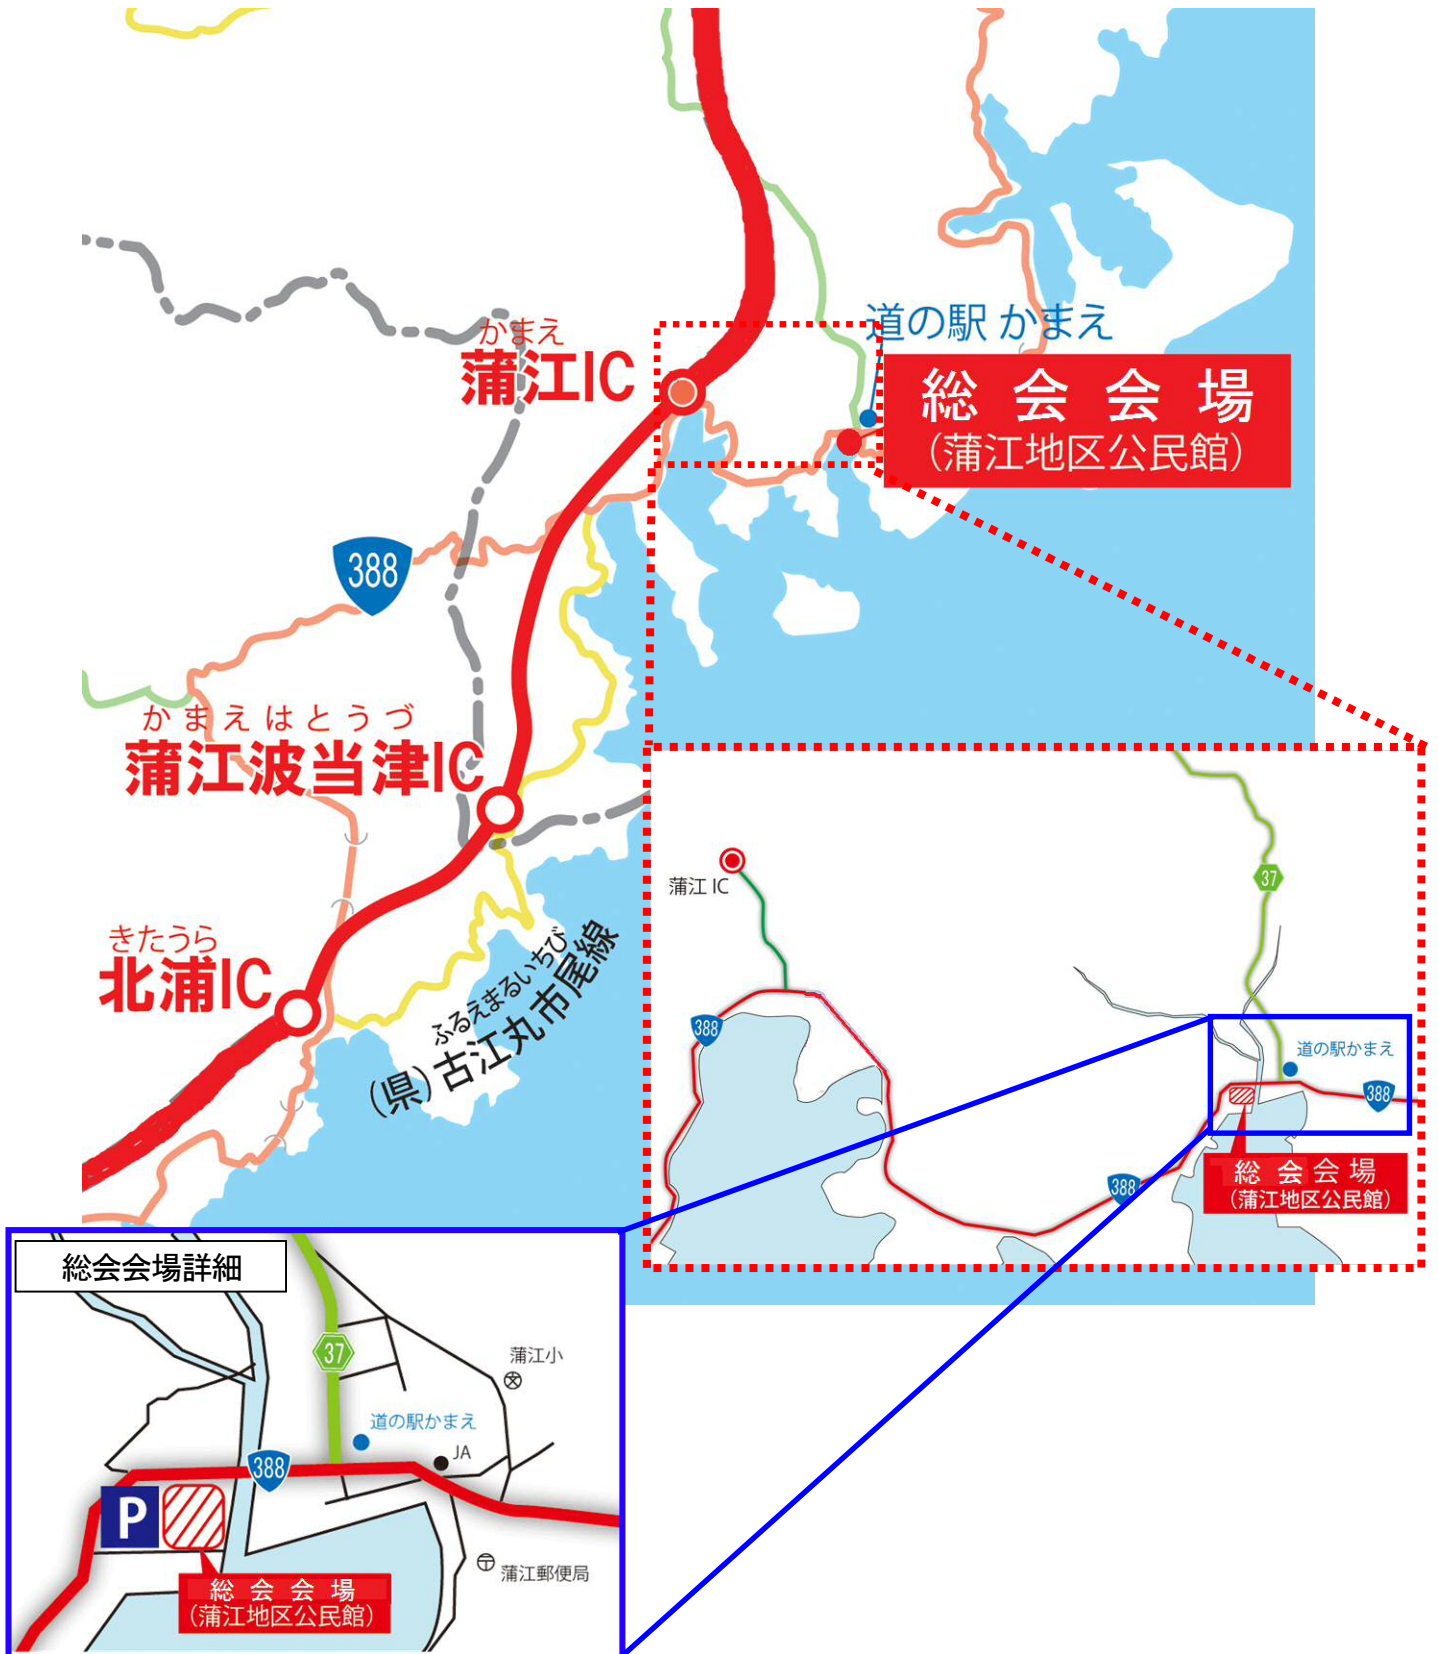 道の駅 かまえ
かまえ
蒲江IC
総会会場
（蒲江地区公民館）
388
かまえはとうづ
蒲江波当津IC
きたうら
北浦IC
ふるえまるいちび
（県）古江丸市尾線
蒲江 IC
37
388
道の駅かまえ
388
388
総会会場
（蒲江地区公民館）
総会会場詳細
37
蒲江小
文
道の駅かまえ
JA
388
P
〒
蒲江郵便局
総会会場
（蒲江地区公民館）